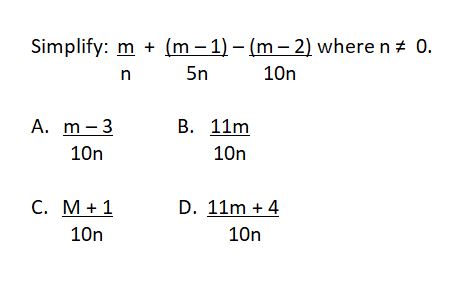 Simplify: m + (m – 1) – (m – 2) where n ≠ 0.
n 5n 10n
A. m – 3 B. 11m
10n 10n
C. M + 1 D. 11m + 4
10n 10n